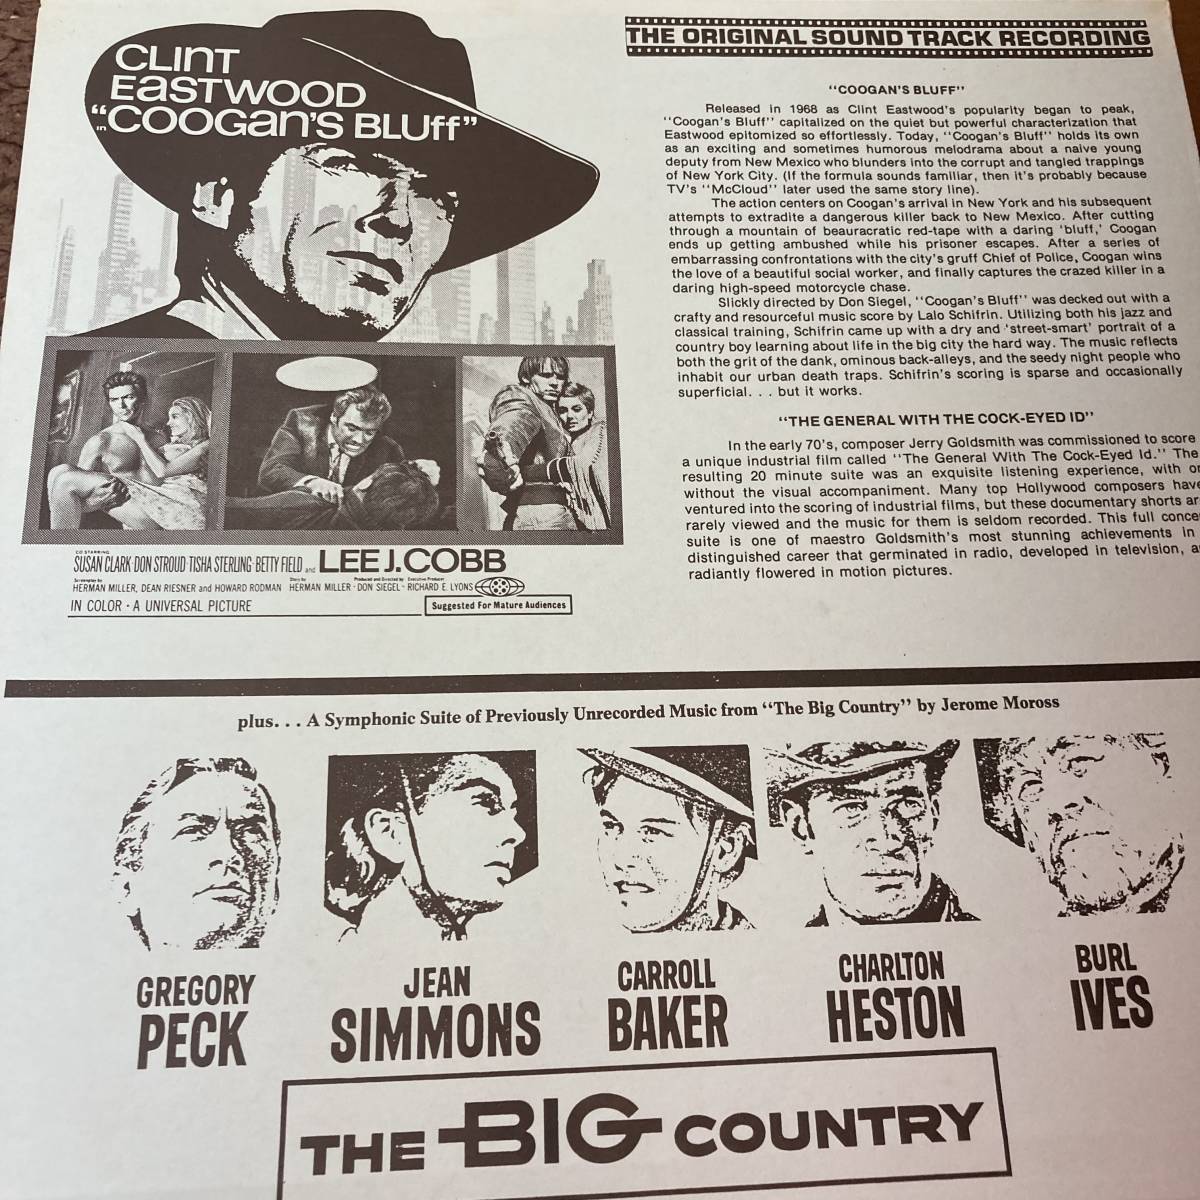 CLINT
EASTWOOD
in "COOGAN'S BLUFF"
CO-STARRING
SUSAN CLARK · DON STROUD · TISHA STERLING · BETTY FIELD and LEE J. COBB
Screenplay by
HERMAN MILLER, DEAN RIESNER and HOWARD RODMAN
Story by
HERMAN MILLER ·
Produced and Directed by
DON SIEGEL ·
Executive Producer
RICHARD E. LYONS
IN COLOR · A UNIVERSAL PICTURE
Suggested For Mature Audiences
THE ORIGINAL SOUND TRACK RECORDING
"COOGAN'S BLUFF"
Released in 1968 as Clint Eastwood's popularity began to peak,
"Coogan's Bluff" capitalized on the quiet but powerful characterization that
Eastwood epitomized so effortlessly. Today, "Coogan's Bluff" holds its own
as an exciting and sometimes humorous melodrama about a naive young
deputy from New Mexico who blunders into the corrupt and tangled trappings
of New York City. (If the formula sounds familiar, then it's probably because
TV's "McCloud" later used the same story line).
The action centers on Coogan's arrival in New York and his subsequent
attempts to extradite a dangerous killer back to New Mexico. After cutting
through a mountain of beauracratic red-tape with a daring 'bluff,' Coogan
ends up getting ambushed while his prisoner escapes. After a series of
embarrassing confrontations with the city's gruff Chief of Police, Coogan wins
the love of a beautiful social worker, and finally captures the crazed killer in a
daring high-speed motorcycle chase.
Slickly directed by Don Siegel, "Coogan's Bluff" was decked out with a
crafty and resourceful music score by Lalo Schifrin. Utilizing both his jazz and
classical training, Schifrin came up with a dry and 'street-smart' portrait of a
country boy learning about life in the big city the hard way. The music reflects
both the grit of the dank, ominous back-alleys, and the seedy night people who
inhabit our urban death traps. Schifrin's scoring is sparse and occasionally
superficial. . . but it works.
"THE GENERAL WITH THE COCK-EYED ID"
In the early 70's, composer Jerry Goldsmith was commissioned to score
a unique industrial film called "The General With The Cock-Eyed Id." The
resulting 20 minute suite was an exquisite listening experience, with or
without the visual accompaniment. Many top Hollywood composers have
ventured into the scoring of industrial films, but these documentary shorts
rarely viewed and the music for them is seldom recorded. This full
suite is one of maestro Goldsmith's most stunning achievements in
distinguished career that germinated in radio, developed in television,
radiantly flowered in motion pictures.
plus. . . A Symphonic Suite of Previously Unrecorded Music from "The Big Country" by Jerome Moross
GREGORY
PECK
JEAN
SIMMONS
CARROLL
BAKER
CHARLTON
HESTON
BURL
IVES
THE BIG COUNTRY